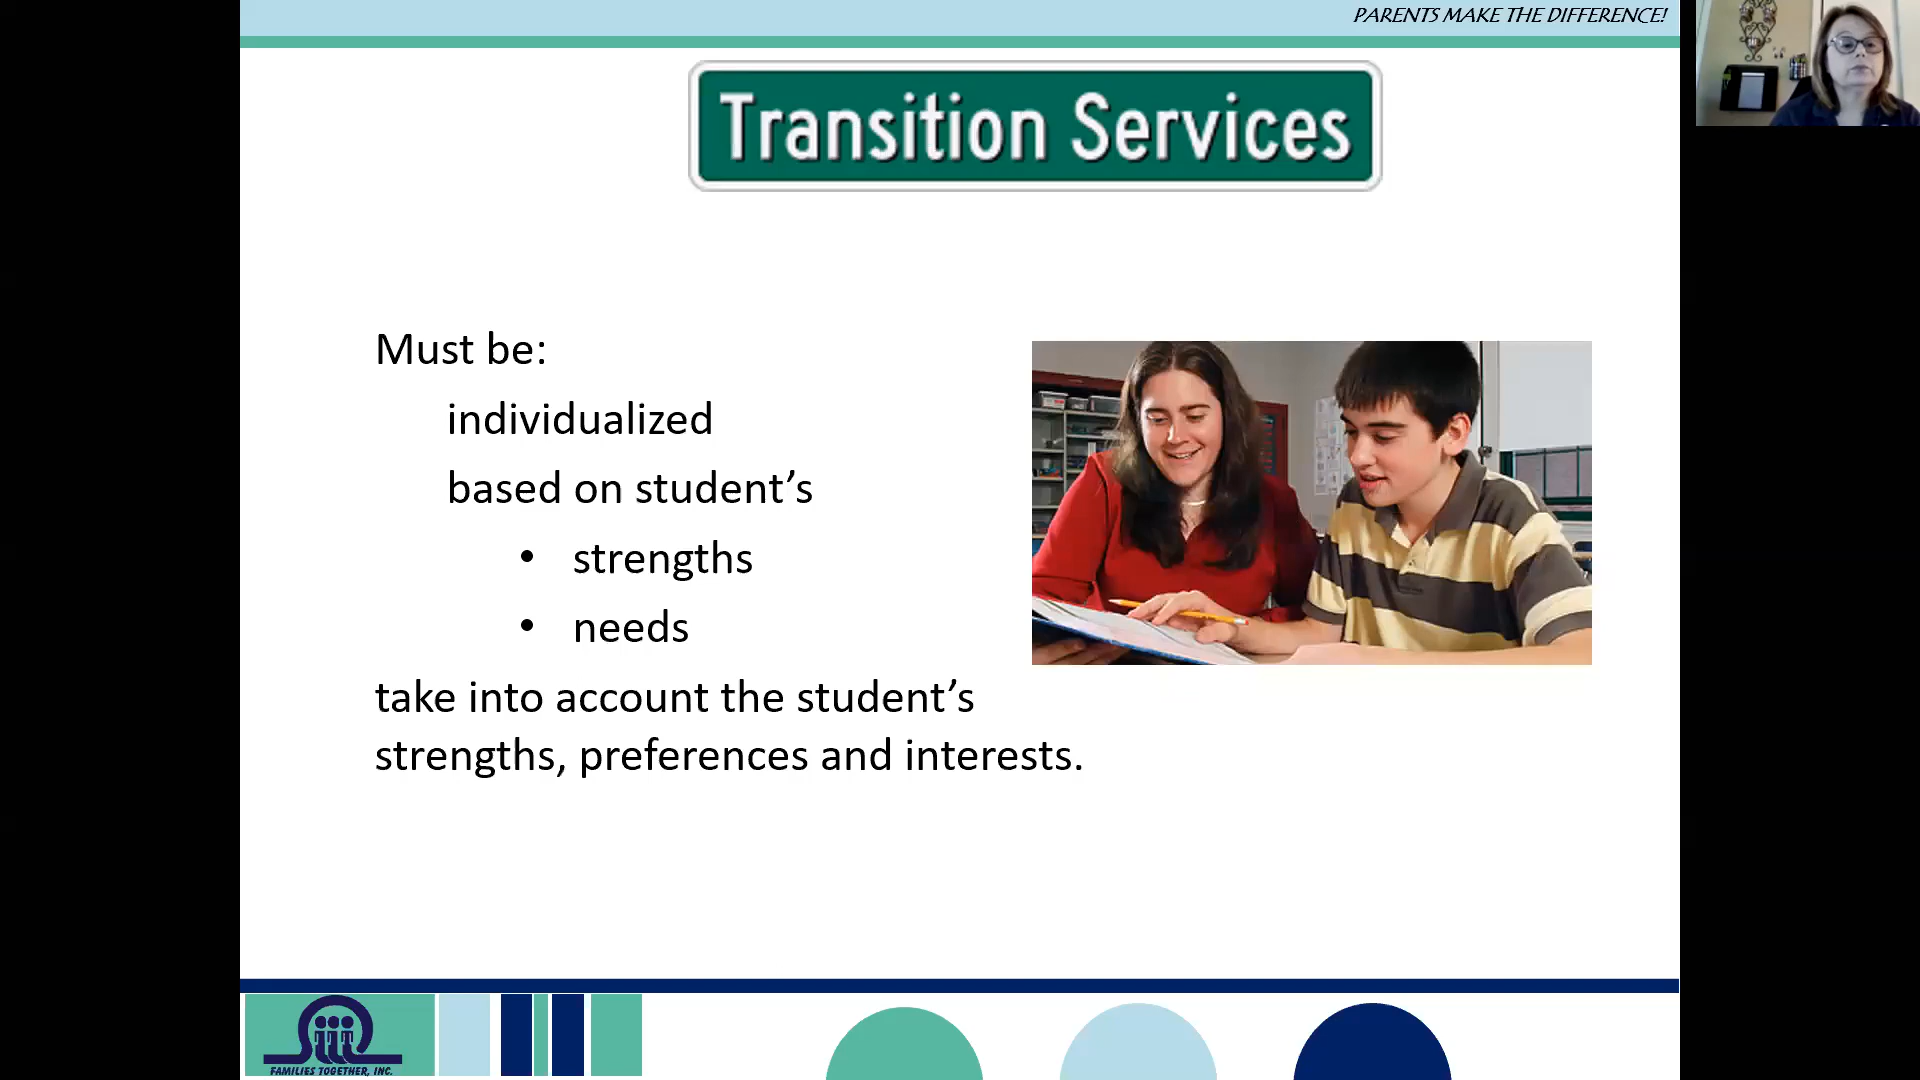 PARENTS MAKE THE DIFFERENCE!
Transition Services
Must be:
individualized
based on student’s
• strengths
• needs
take into account the student’s
strengths, preferences and interests.
FAMILIES TOGETHER, INC.